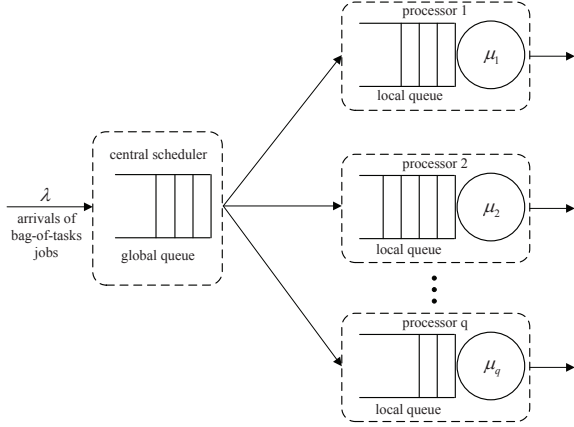 processor 1
μ1
local queue
central scheduler
λ
arrivals of
bag-of-tasks
jobs
global queue
processor 2
μ2
local queue
processor q
μq
local queue